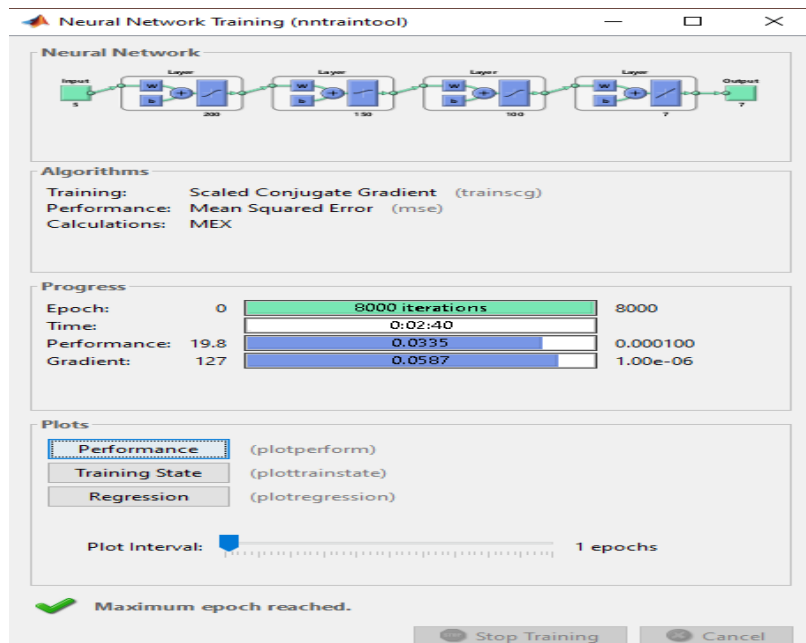 Neural Network Training (nntraintool)
Neural Network
Layer Layer Layer Layer
Input Output
W W W W
b b b b
5 200 150 100 7 7
Algorithms
Training: Scaled Conjugate Gradient (trainscg)
Performance: Mean Squared Error (mse)
Calculations: MEX
Progress
Epoch: 0 8000 iterations 8000
Time: 0:02:40
Performance: 19.8 0.0335 0.000100
Gradient: 127 0.0587 1.00e-06
Plots
Performance (plotperform)
Training State (plottrainstate)
Regression (plotregression)
Plot Interval: 1 epochs
Maximum epoch reached.
Stop Training Cancel